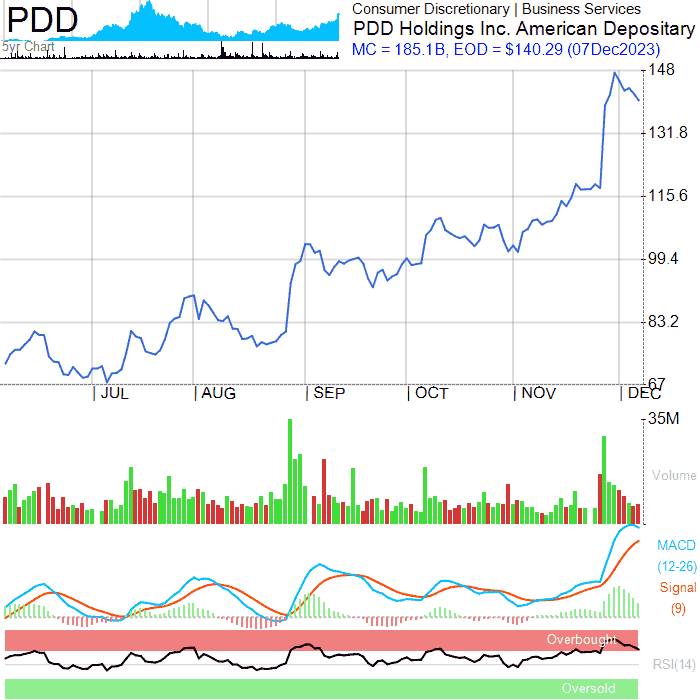 PDD
5yr Chart
Consumer Discretionary | Business Services
PDD Holdings Inc. American Depositary
MC = 185.1B, EOD = $140.29 (07Dec2023)
148
131.8
115.6
99.4
83.2
67
JUL
AUG
SEP
OCT
NOV
DEC
35M
Volume
MACD
(12-26)
Signal
(9)
Overbought
RSI(14)
Oversold